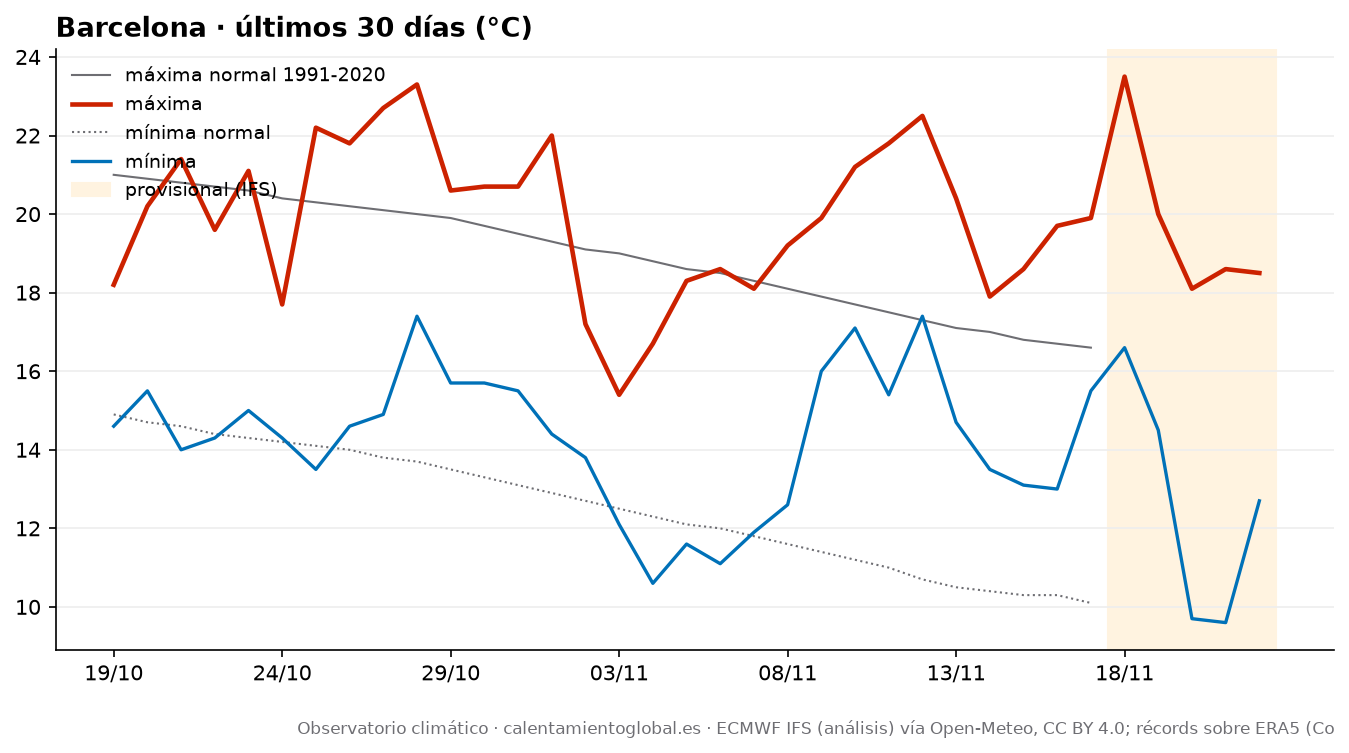 Barcelona · últimos 30 días (°C)
24
22
20
18
16
14
12
10
máxima normal 1991-2020
máxima
mínima normal
mínima
provisional (IFS)
19/10 24/10 29/10 03/11 08/11 13/11 18/11
Observatorio climático · calentamientoglobal.es · ECMWF IFS (análisis) vía Open-Meteo, CC BY 4.0; récords sobre ERA5 (Co